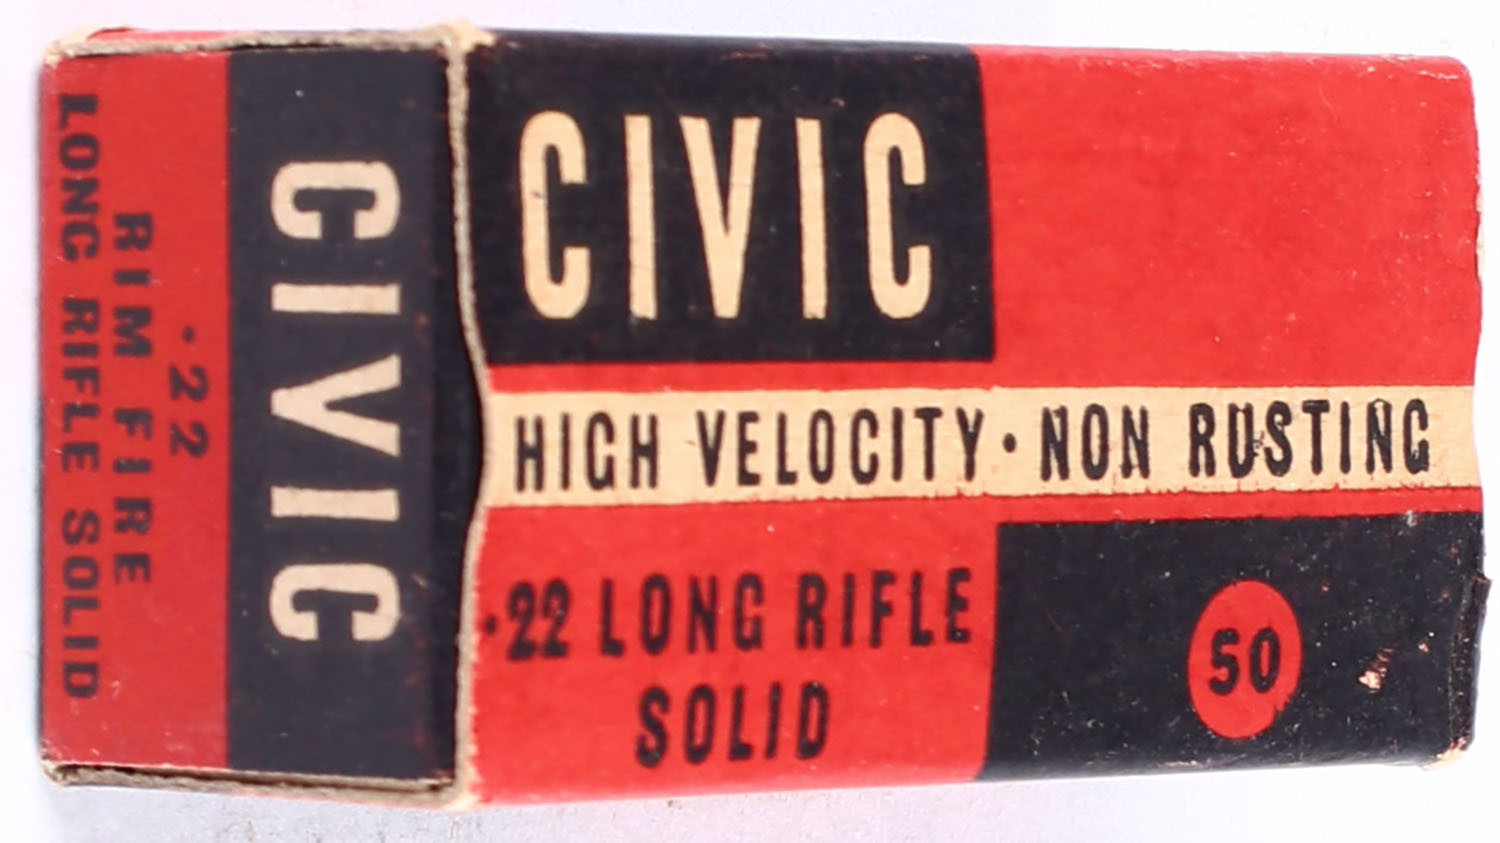 CIVIC
.22
RIM FIRE
LONG RIFLE SOLID
CIVIC
HIGH VELOCITY · NON RUSTING
.22 LONG RIFLE
SOLID
50